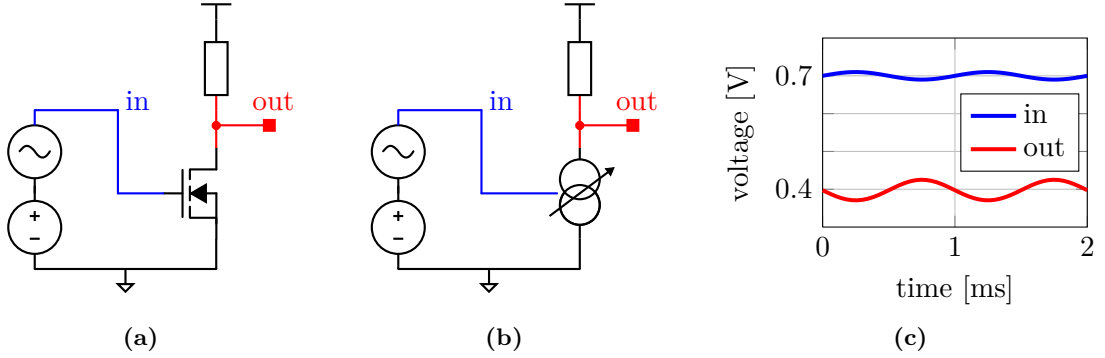 in
out
+
−
(a)
in
out
+
−
(b)
voltage [V]
0.7
0.4
in
out
0
1
2
time [ms]
(c)